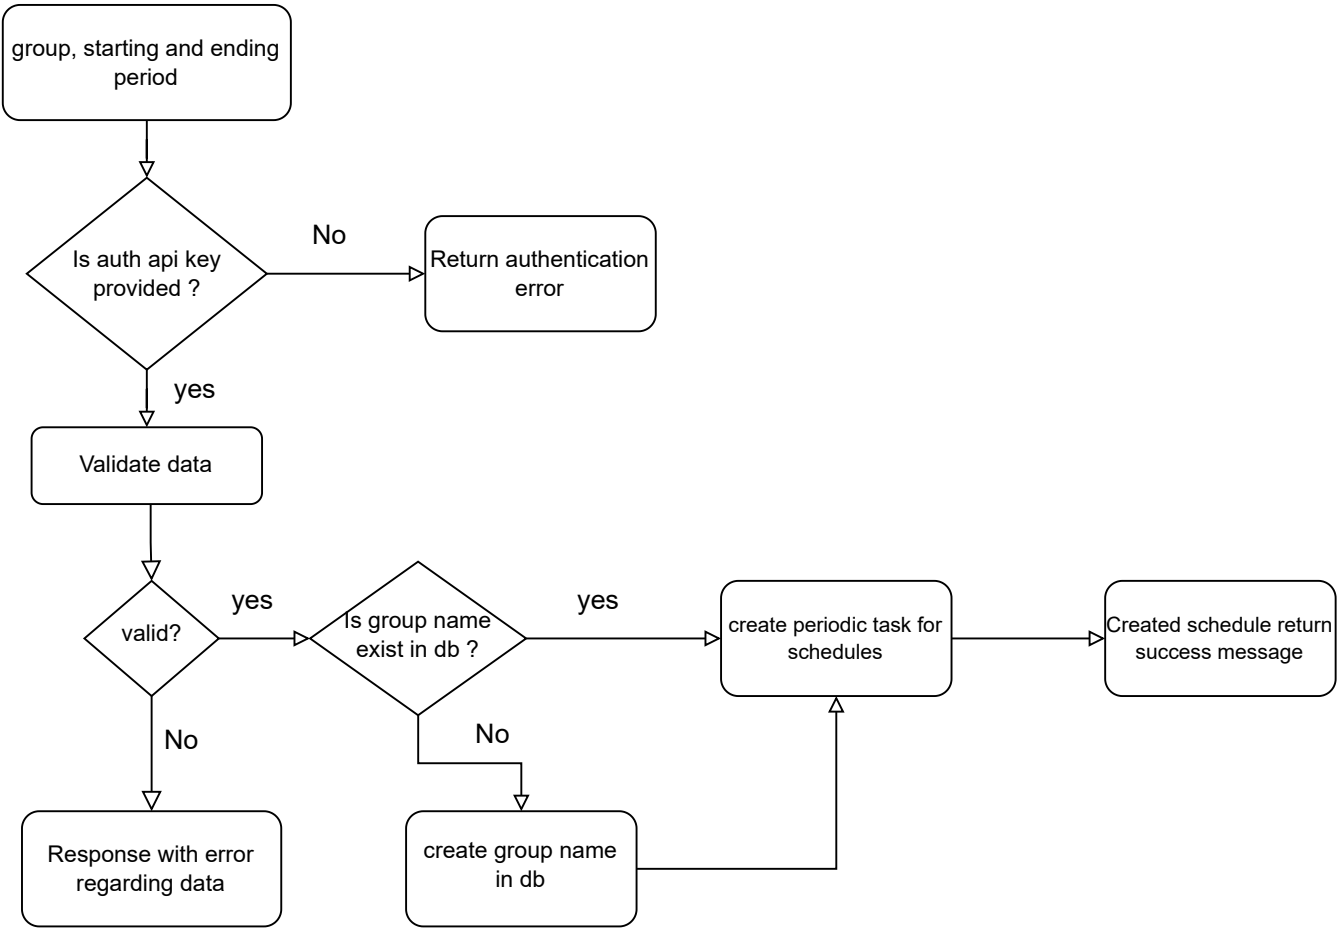 group, starting and ending
period
Is auth api key
provided ?
No
Return authentication
error
yes
Validate data
valid?
yes
Is group name
exist in db ?
yes
create periodic task for
schedules
Created schedule return
success message
No
No
Response with error
regarding data
create group name
in db